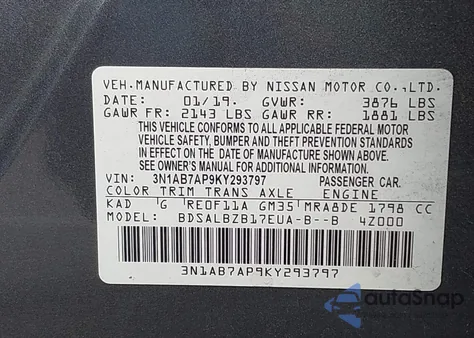 VEH.MANUFACTURED BY NISSAN MOTOR CO.,LTD.
DATE: 01/19. GVWR: 3876 LBS
GAWR FR: 2143 LBS GAWR RR: 1881 LBS
THIS VEHICLE CONFORMS TO ALL APPLICABLE FEDERAL MOTOR
VEHICLE SAFETY, BUMPER AND THEFT PREVENTION STANDARDS
IN EFFECT ON THE DATE OF MANUFACTURE SHOWN ABOVE.
SEE OWNER'S MANUAL FOR ADDITIONAL INFORMATION.
VIN: 3N1AB7AP9KY293797 PASSENGER CAR.
COLOR TRIM TRANS AXLE ENGINE
KAD G RE0F11A GM35 MRA8DE 1798 CC
MODEL: BDSALBZB17EUA-B--B 4Z000
3N1AB7AP9KY293797
autoSnap